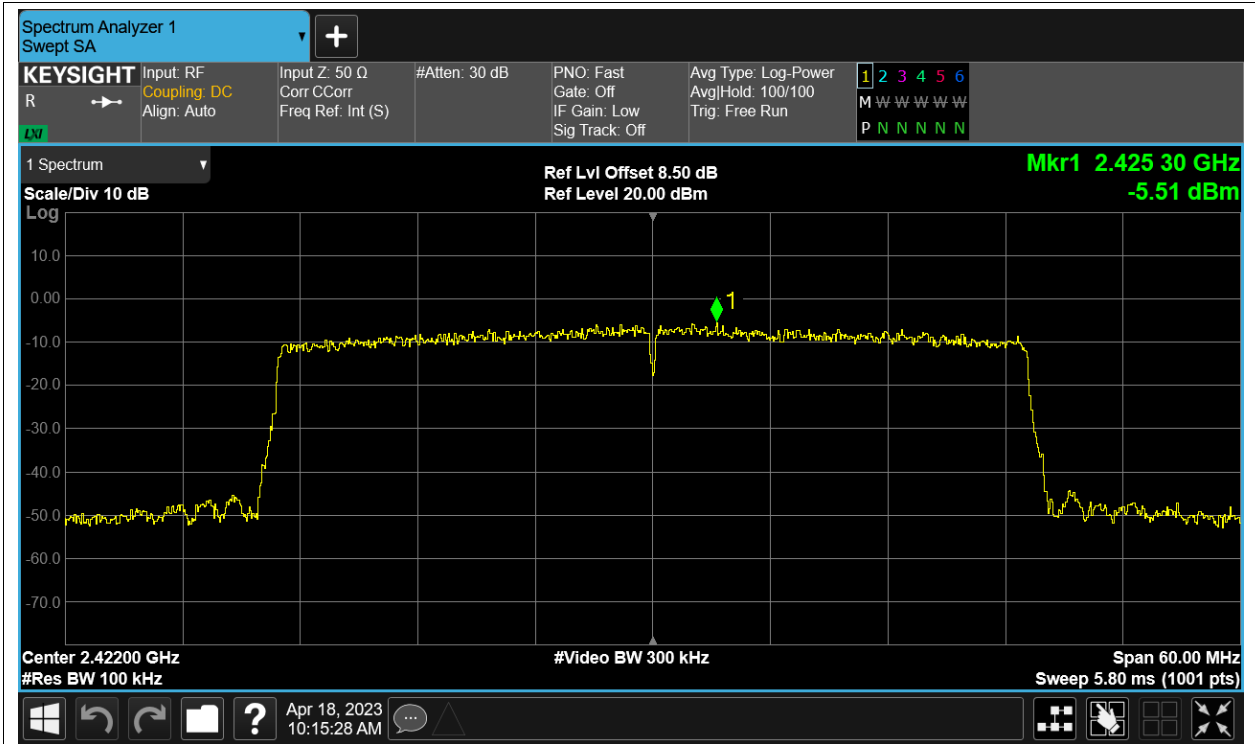 Spectrum Analyzer 1
Swept SA
+
KEYSIGHT
R
LXI
Input: RF
Coupling: DC
Align: Auto
Input Z: 50 Ω
Corr CCorr
Freq Ref: Int (S)
#Atten: 30 dB
PNO: Fast
Gate: Off
IF Gain: Low
Sig Track: Off
Avg Type: Log-Power
Avg|Hold: 100/100
Trig: Free Run
1 2 3 4 5 6
M W W W W W
P N N N N N
1 Spectrum
Scale/Div 10 dB
Ref Lvl Offset 8.50 dB
Ref Level 20.00 dBm
Mkr1 2.425 30 GHz
-5.51 dBm
Log
10.0
0.00
-10.0
-20.0
-30.0
-40.0
-50.0
-60.0
-70.0
1
Center 2.42200 GHz
#Res BW 100 kHz
#Video BW 300 kHz
Span 60.00 MHz
Sweep 5.80 ms (1001 pts)
?
Apr 18, 2023
10:15:28 AM